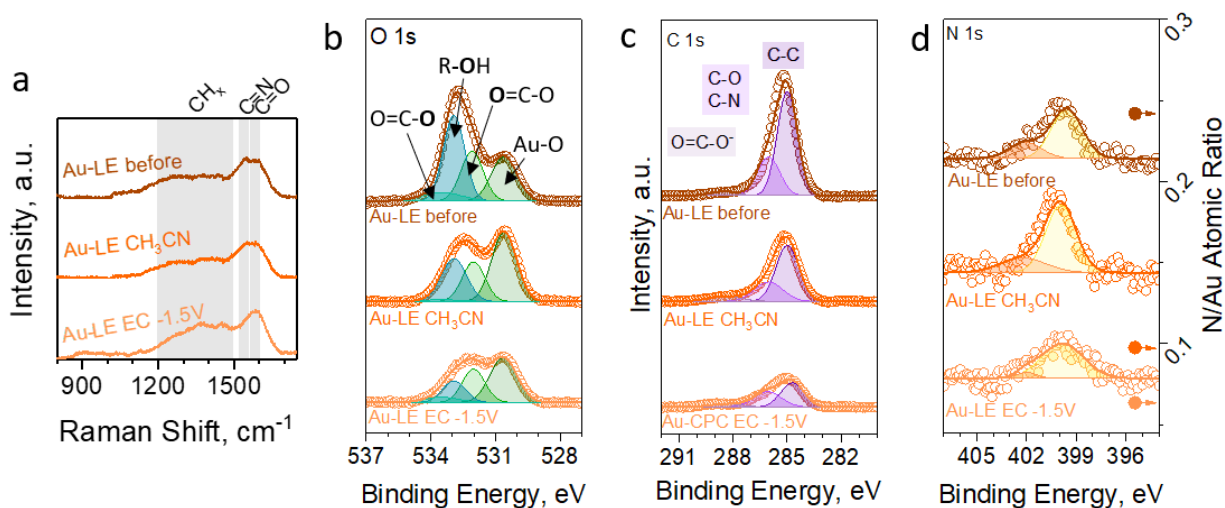 a
CHₓ
C=N
C=O
Au-LE before
Au-LE CH₃CN
Au-LE EC -1.5V
Intensity, a.u.
900
1200
1500
Raman Shift, cm⁻¹
b
O 1s
R-OH
O=C-O
O=C-O
Au-O
Au-LE before
Au-LE CH₃CN
Au-LE EC -1.5V
Intensity, a.u.
537
534
531
528
Binding Energy, eV
c
C 1s
C-C
C-O
C-N
O=C-O⁻
Au-LE before
Au-LE CH₃CN
Au-CPC EC -1.5V
291
288
285
282
Binding Energy, eV
d
N 1s
Au-LE before
Au-LE CH₃CN
Au-LE EC -1.5V
405
402
399
396
Binding Energy, eV
0.3
0.2
0.1
N/Au Atomic Ratio